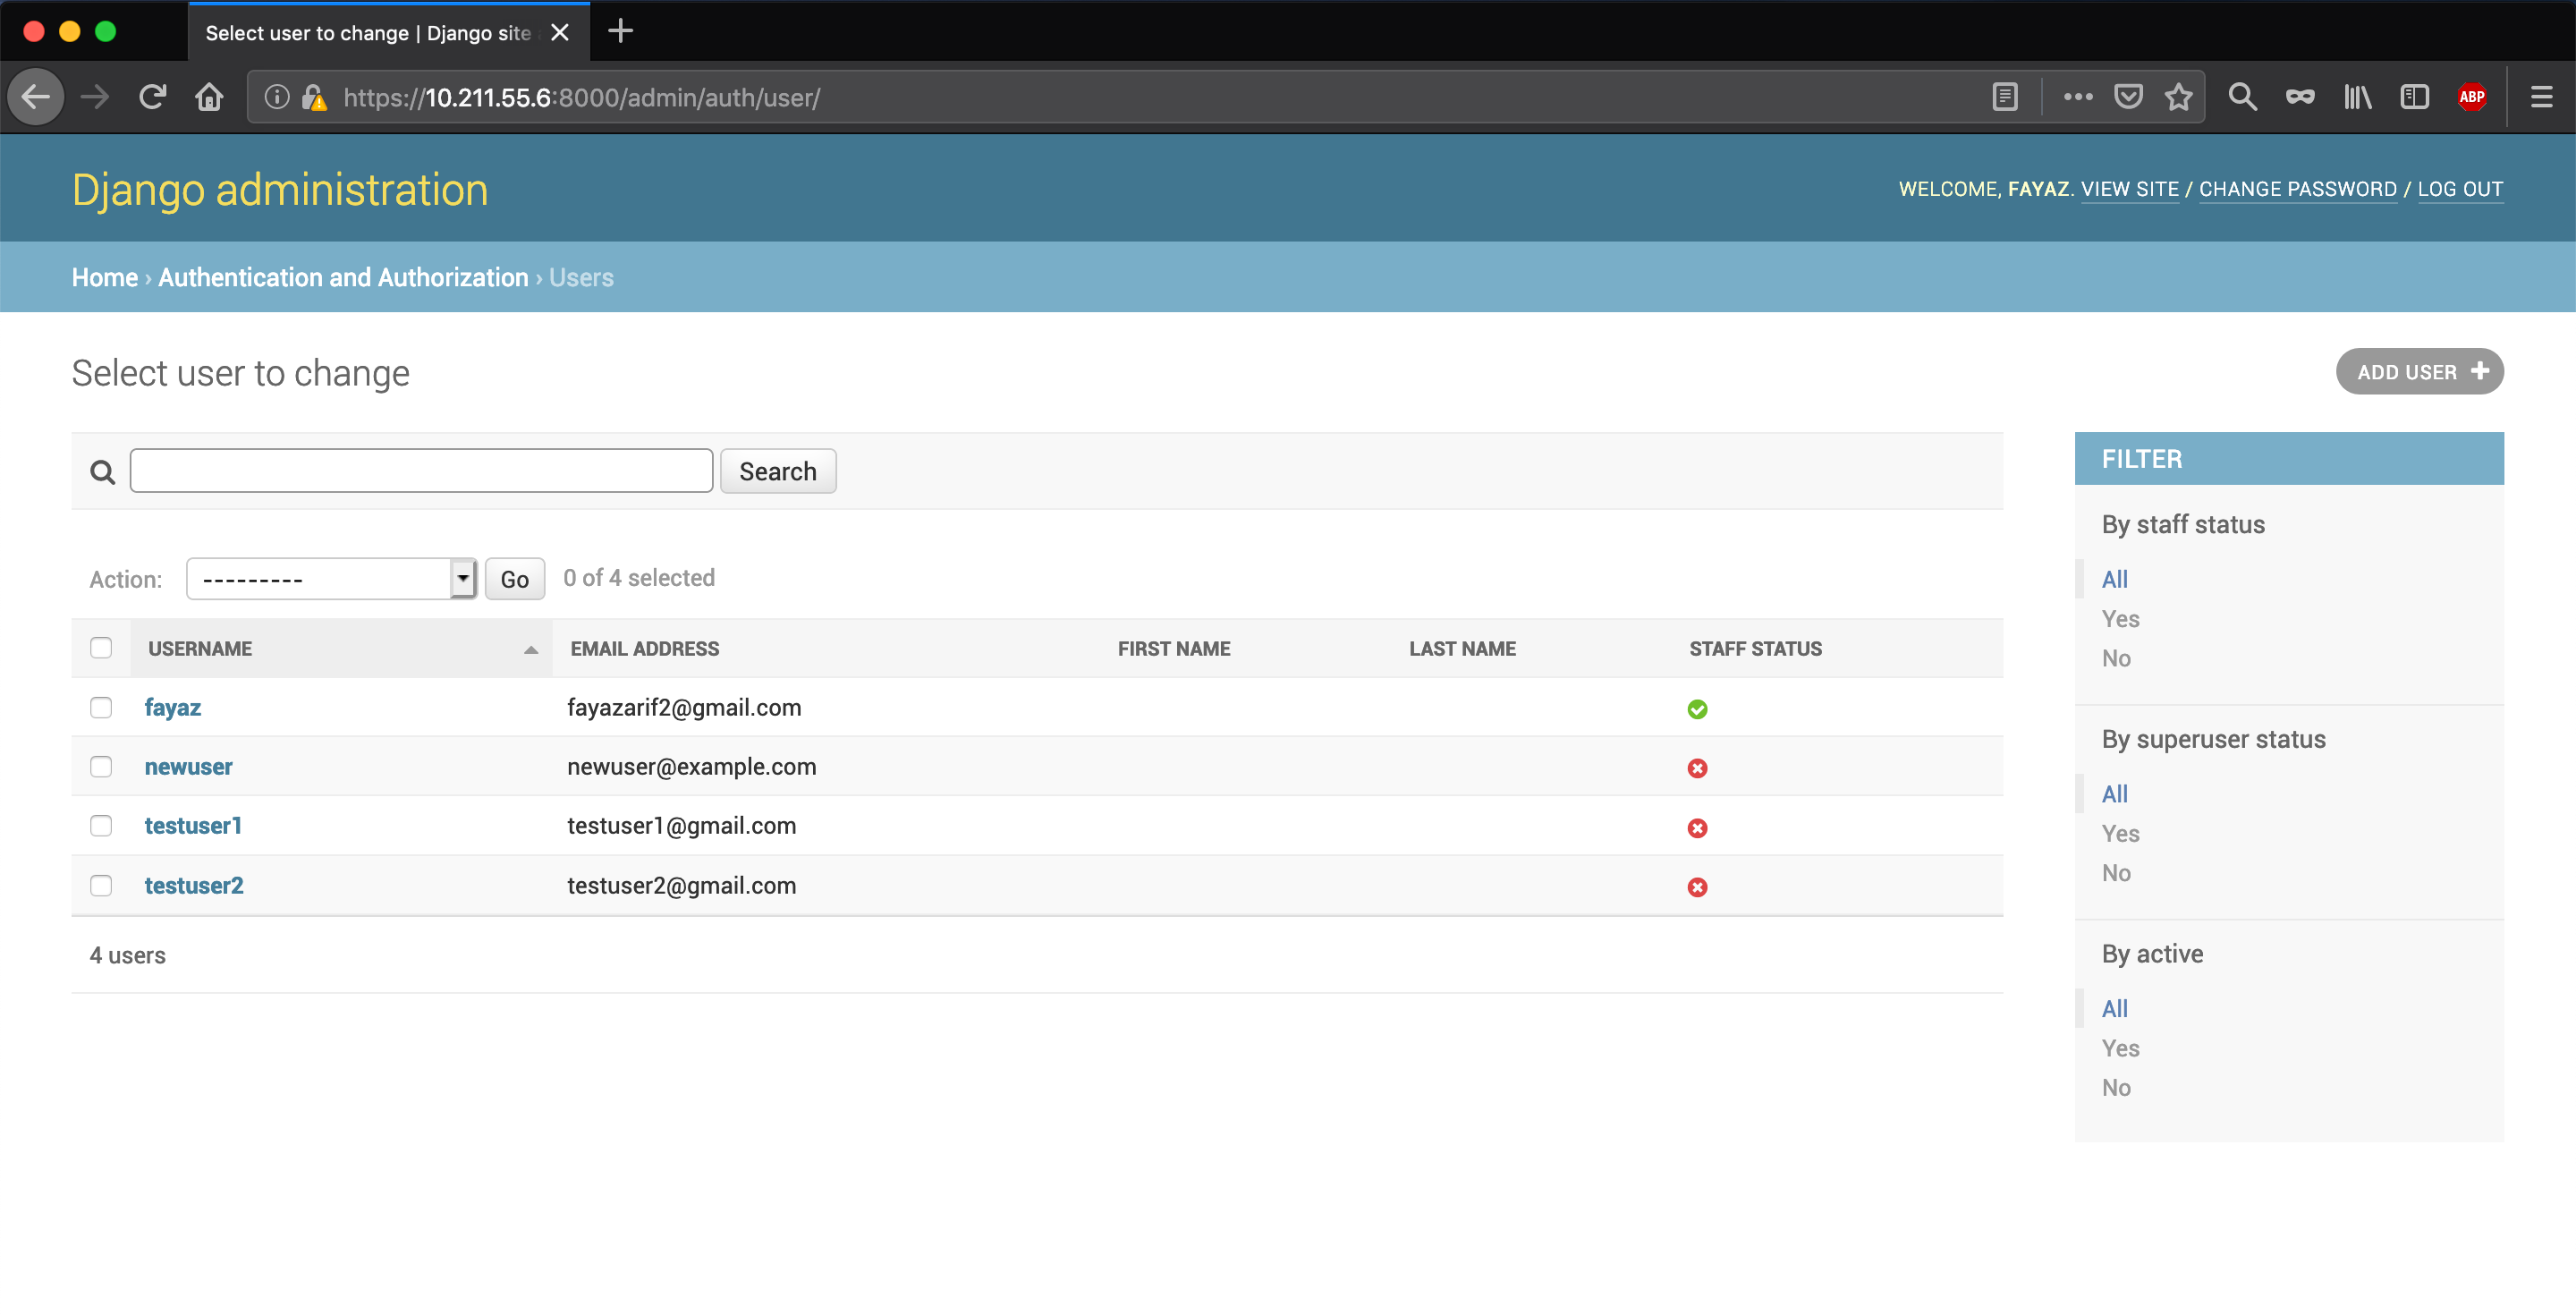 Select user to change | Django site
https://10.211.55.6:8000/admin/auth/user/
ABP
Django administration
WELCOME, FAYAZ. VIEW SITE / CHANGE PASSWORD / LOG OUT
Home › Authentication and Authorization › Users
Select user to change
ADD USER +
Search
Action: --------- Go 0 of 4 selected
USERNAME EMAIL ADDRESS FIRST NAME LAST NAME STAFF STATUS
fayaz fayazarif2@gmail.com
newuser newuser@example.com
testuser1 testuser1@gmail.com
testuser2 testuser2@gmail.com
4 users
FILTER
By staff status
All
Yes
No
By superuser status
All
Yes
No
By active
All
Yes
No